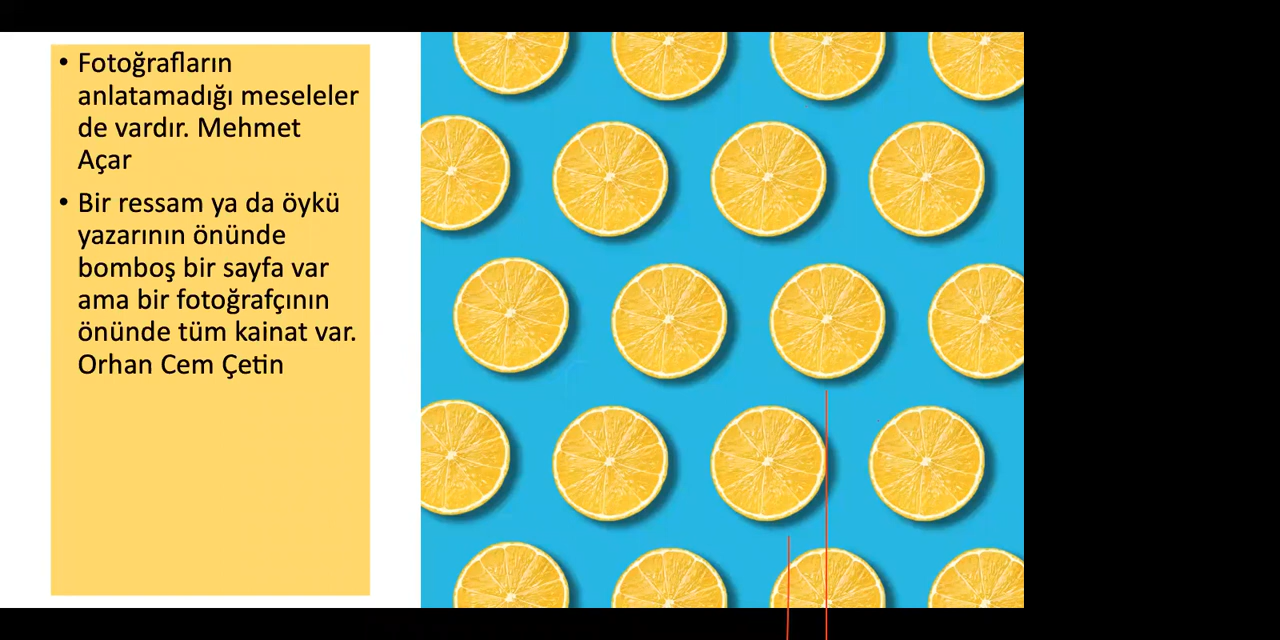 • Fotoğrafların
anlatamadığı meseleler
de vardır. Mehmet
Açar
• Bir ressam ya da öykü
yazarının önünde
bomboş bir sayfa var
ama bir fotoğrafçının
önünde tüm kainat var.
Orhan Cem Çetin